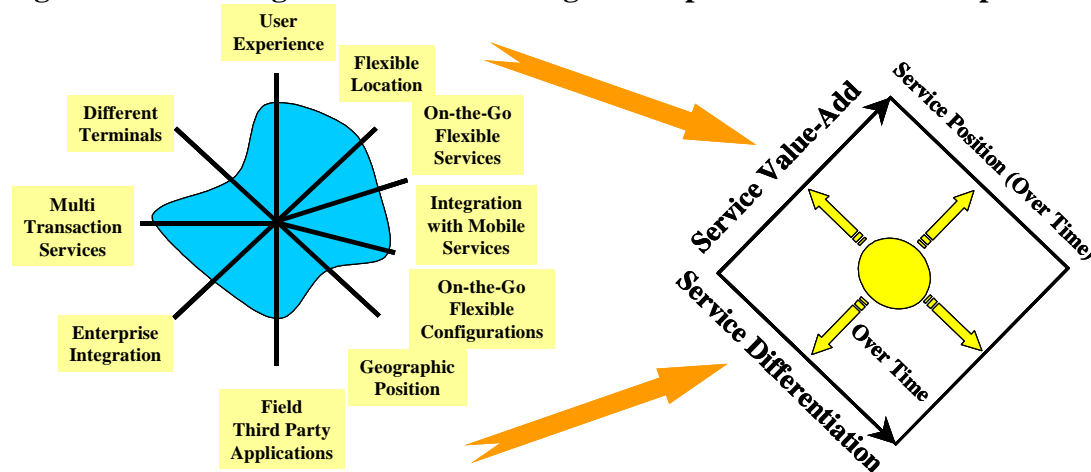 User
Experience
Flexible
Location
Different
Terminals
On-the-Go
Flexible
Services
Multi
Transaction
Services
Integration
with Mobile
Services
On-the-Go
Flexible
Configurations
Enterprise
Integration
Geographic
Position
Field
Third Party
Applications
Service Value-Add
Service Position (Over Time)
Over Time
Service Differentiation